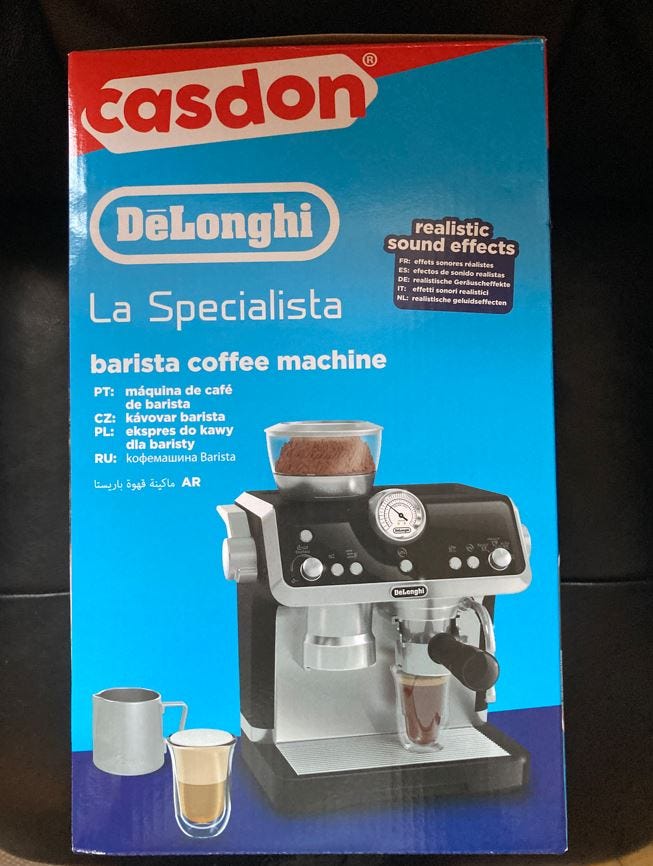 casdon®
DēLonghi
La Specialista
realistic
sound effects
FR: effets sonores réalistes
ES: efectos de sonido realistas
DE: realistische Geräuscheffekte
IT: effetti sonori realistici
NL: realistische geluidseffecten
barista coffee machine
PT: máquina de café
de barista
CZ: kávovar barista
PL: ekspres do kawy
dla baristy
RU: кофемашина Barista
AR ماكينة قهوة باريستا
DēLonghi